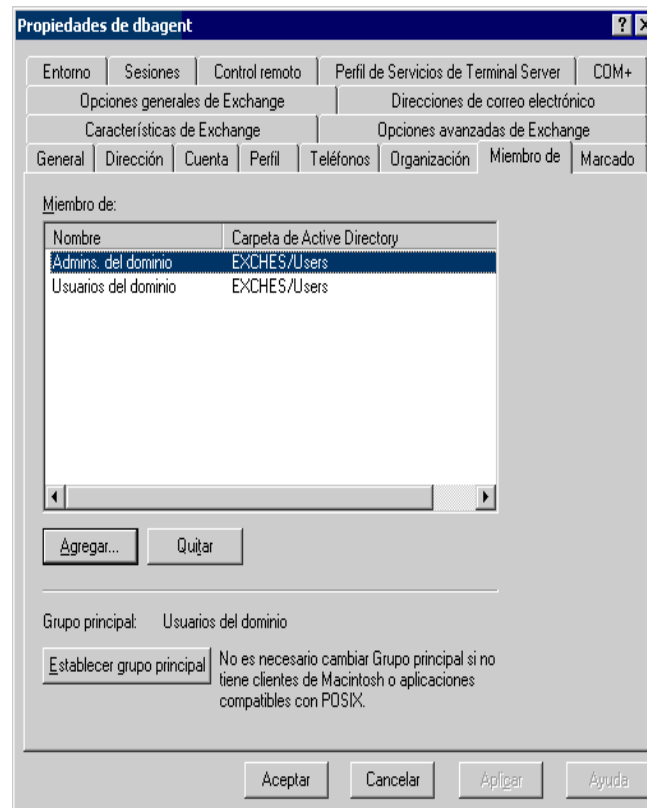 Propiedades de dbagent
Entorno Sesiones Control remoto Perfil de Servicios de Terminal Server COM+
Opciones generales de Exchange Direcciones de correo electrónico
Características de Exchange Opciones avanzadas de Exchange
General Dirección Cuenta Perfil Teléfonos Organización Miembro de Marcado
Miembro de:
Nombre Carpeta de Active Directory
Admins. del dominio EXCHES/Users
Usuarios del dominio EXCHES/Users
Agregar... Quitar
Grupo principal: Usuarios del dominio
Establecer grupo principal
No es necesario cambiar Grupo principal si no
tiene clientes de Macintosh o aplicaciones
compatibles con POSIX.
Aceptar Cancelar Aplicar Ayuda